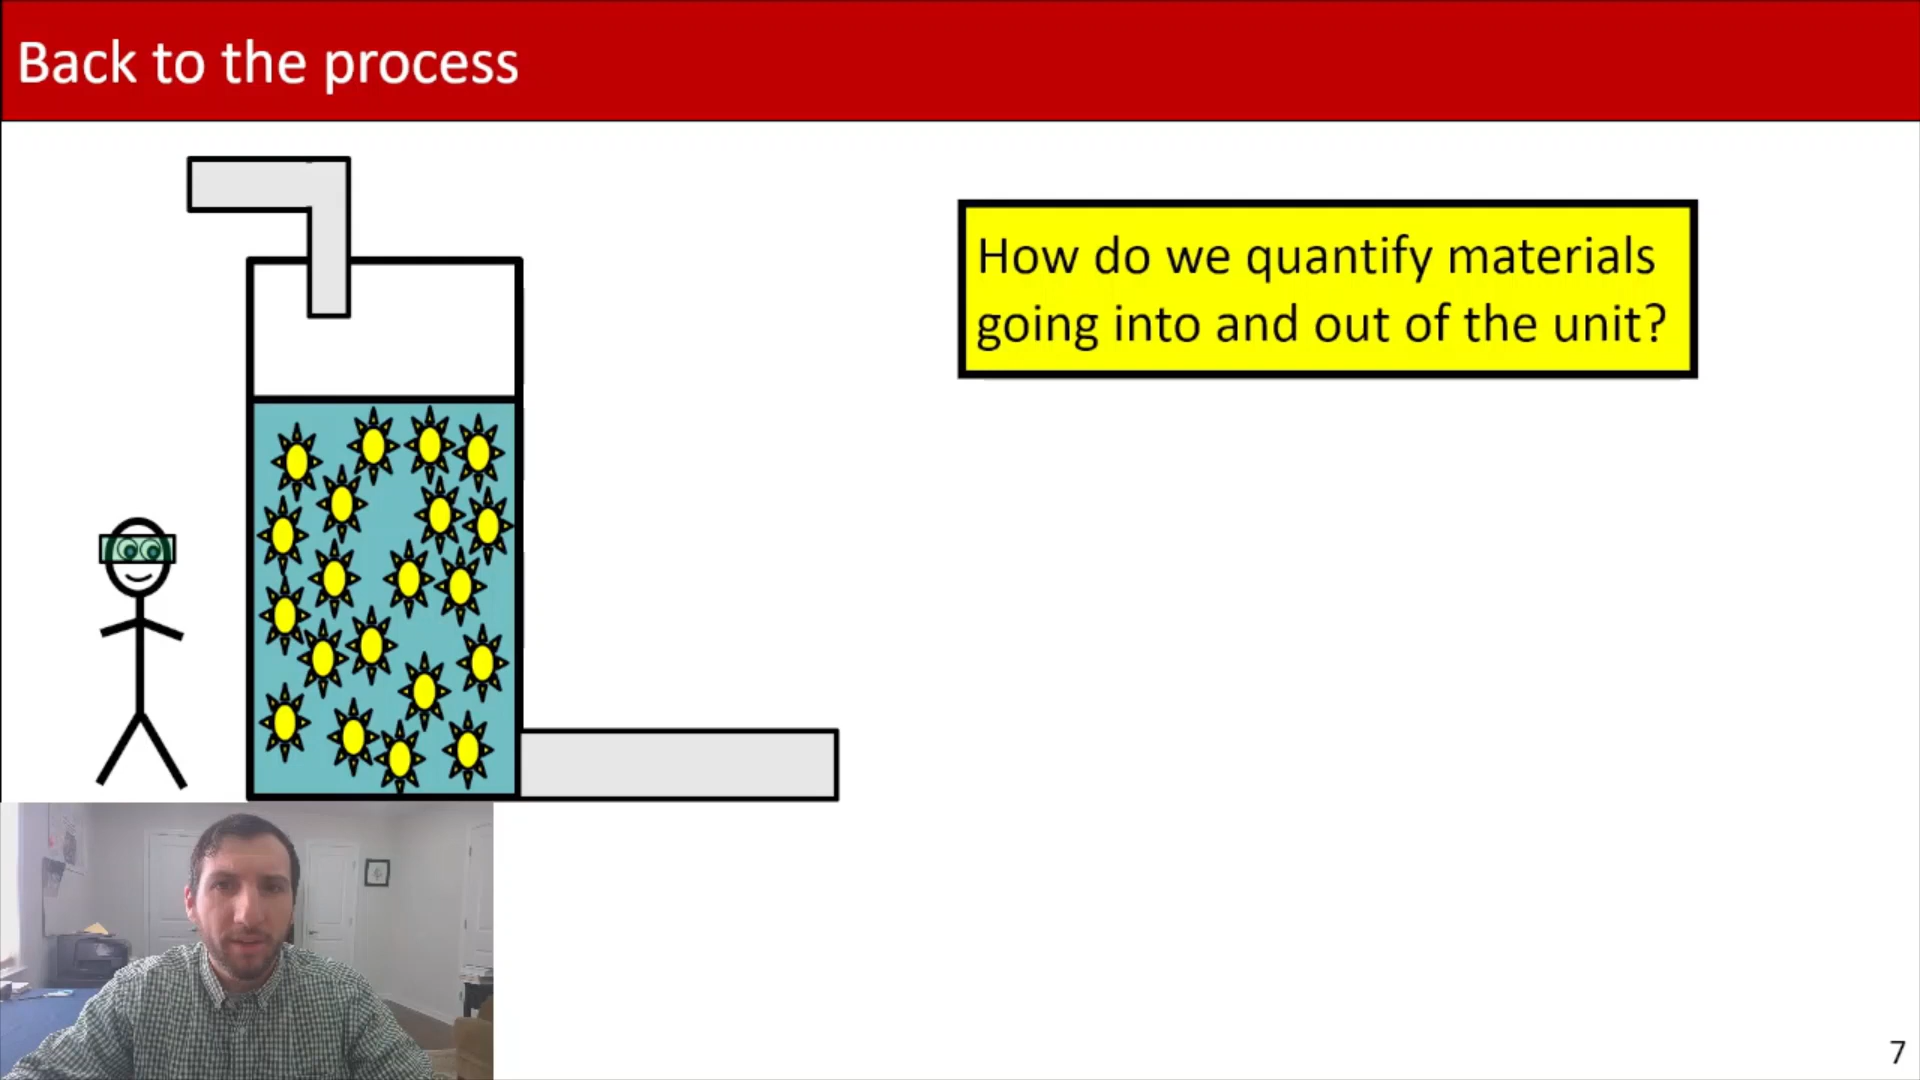 Back to the process
How do we quantify materials
going into and out of the unit?
7